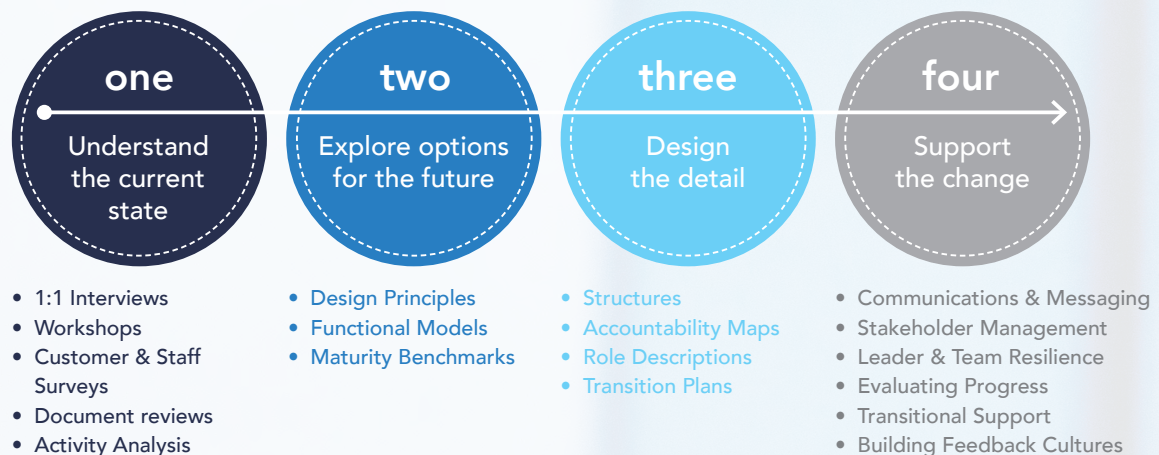 one
Understand
the current
state
• 1:1 Interviews
• Workshops
• Customer & Staff
Surveys
• Document reviews
• Activity Analysis
two
Explore options
for the future
• Design Principles
• Functional Models
• Maturity Benchmarks
three
Design
the detail
• Structures
• Accountability Maps
• Role Descriptions
• Transition Plans
four
Support
the change
• Communications & Messaging
• Stakeholder Management
• Leader & Team Resilience
• Evaluating Progress
• Transitional Support
• Building Feedback Cultures